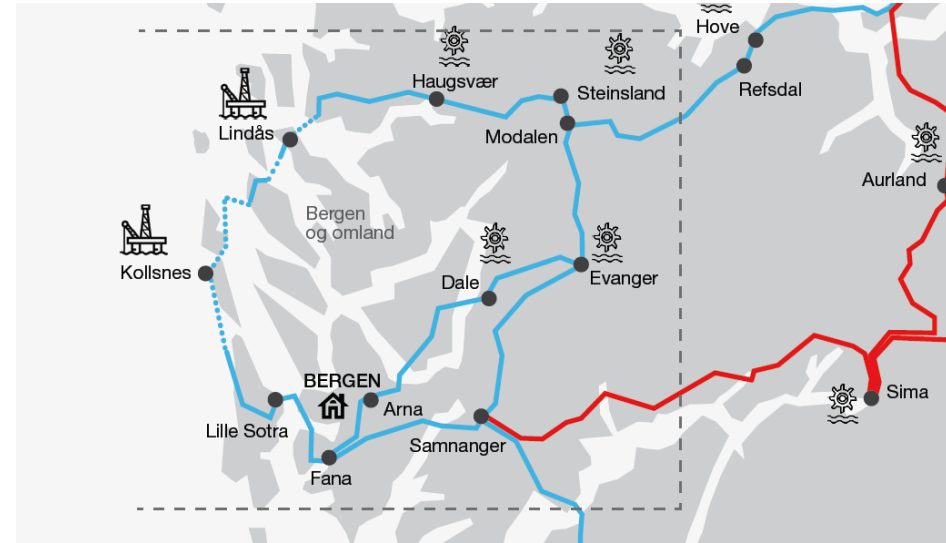 Hove
Haugsvær
Steinsland
Refsdal
Lindås
Modalen
Aurland
Bergen
og omland
Kollsnes
Dale
Evanger
BERGEN
Arna
Sima
Lille Sotra
Samnanger
Fana